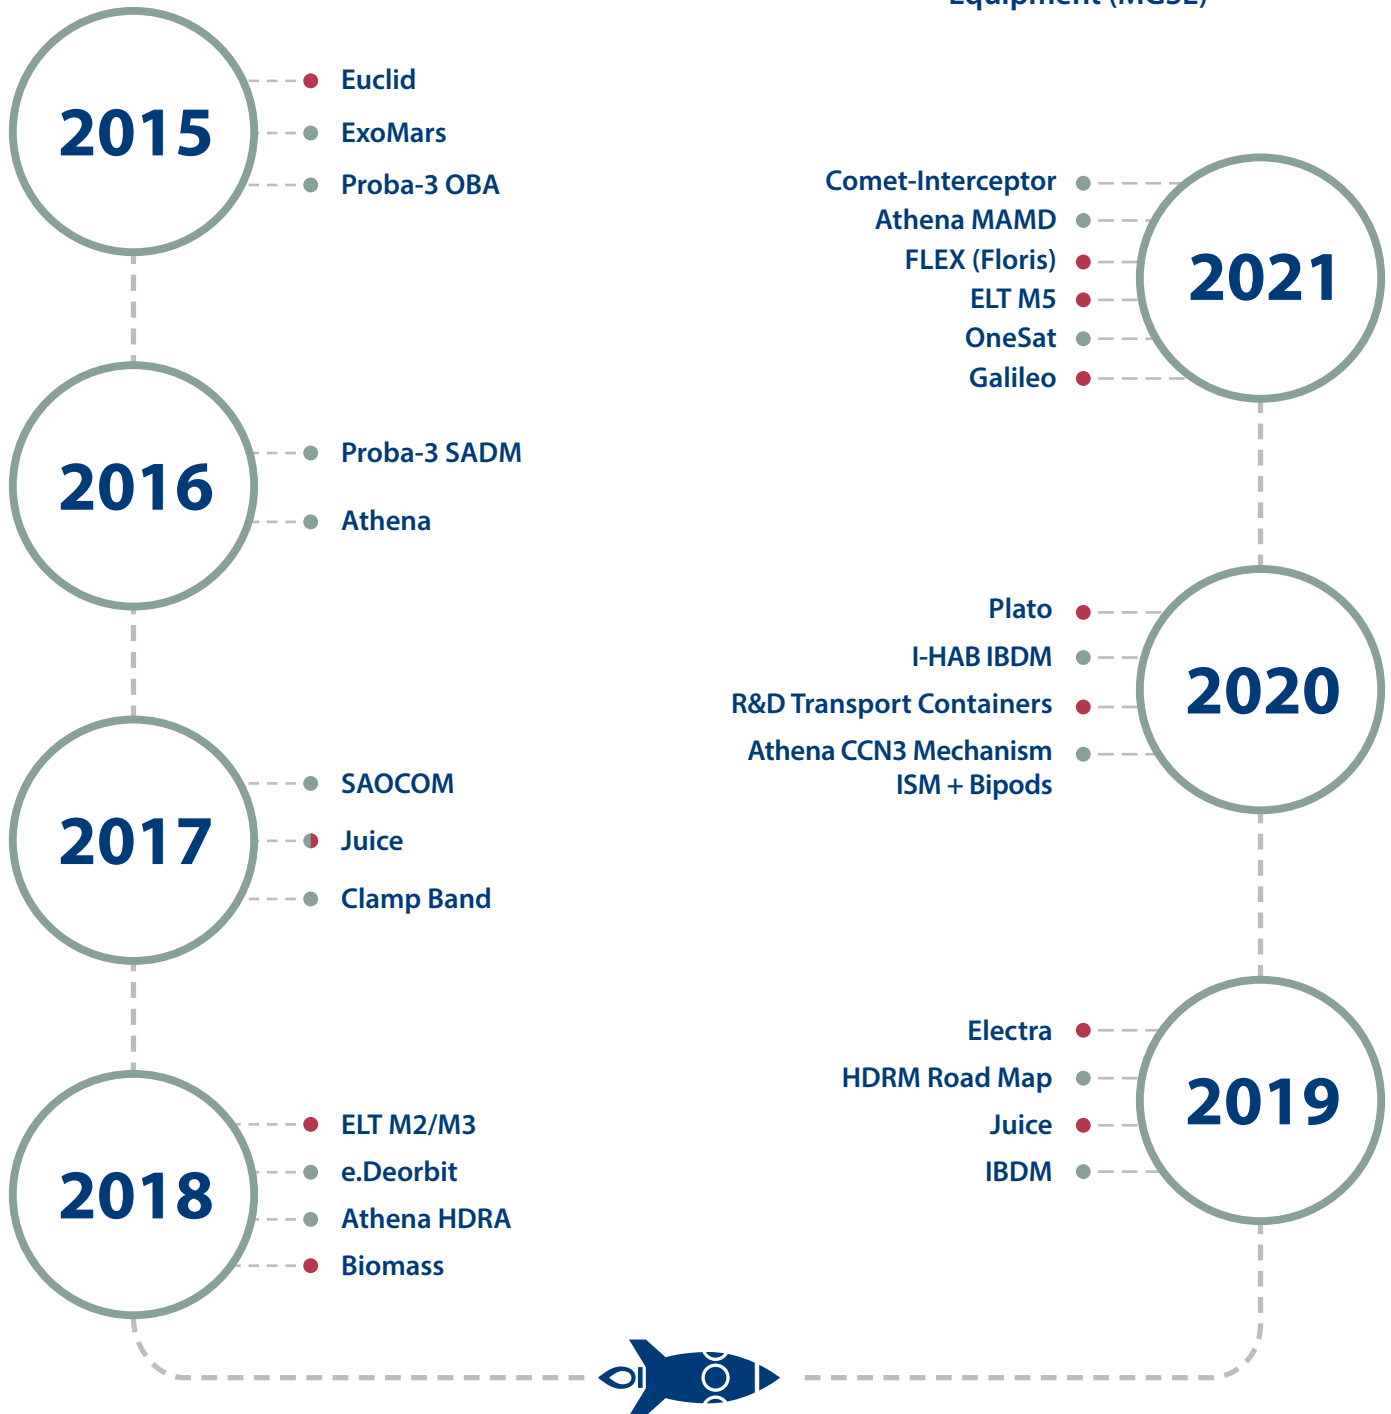 Equipment (MGSE)
2015
Euclid
ExoMars
Proba-3 OBA
2016
Proba-3 SADM
Athena
2017
SAOCOM
Juice
Clamp Band
2018
ELT M2/M3
e.Deorbit
Athena HDRA
Biomass
2019
Electra
HDRM Road Map
Juice
IBDM
2020
Plato
I-HAB IBDM
R&D Transport Containers
Athena CCN3 Mechanism
ISM + Bipods
2021
Comet-Interceptor
Athena MAMD
FLEX (Floris)
ELT M5
OneSat
Galileo